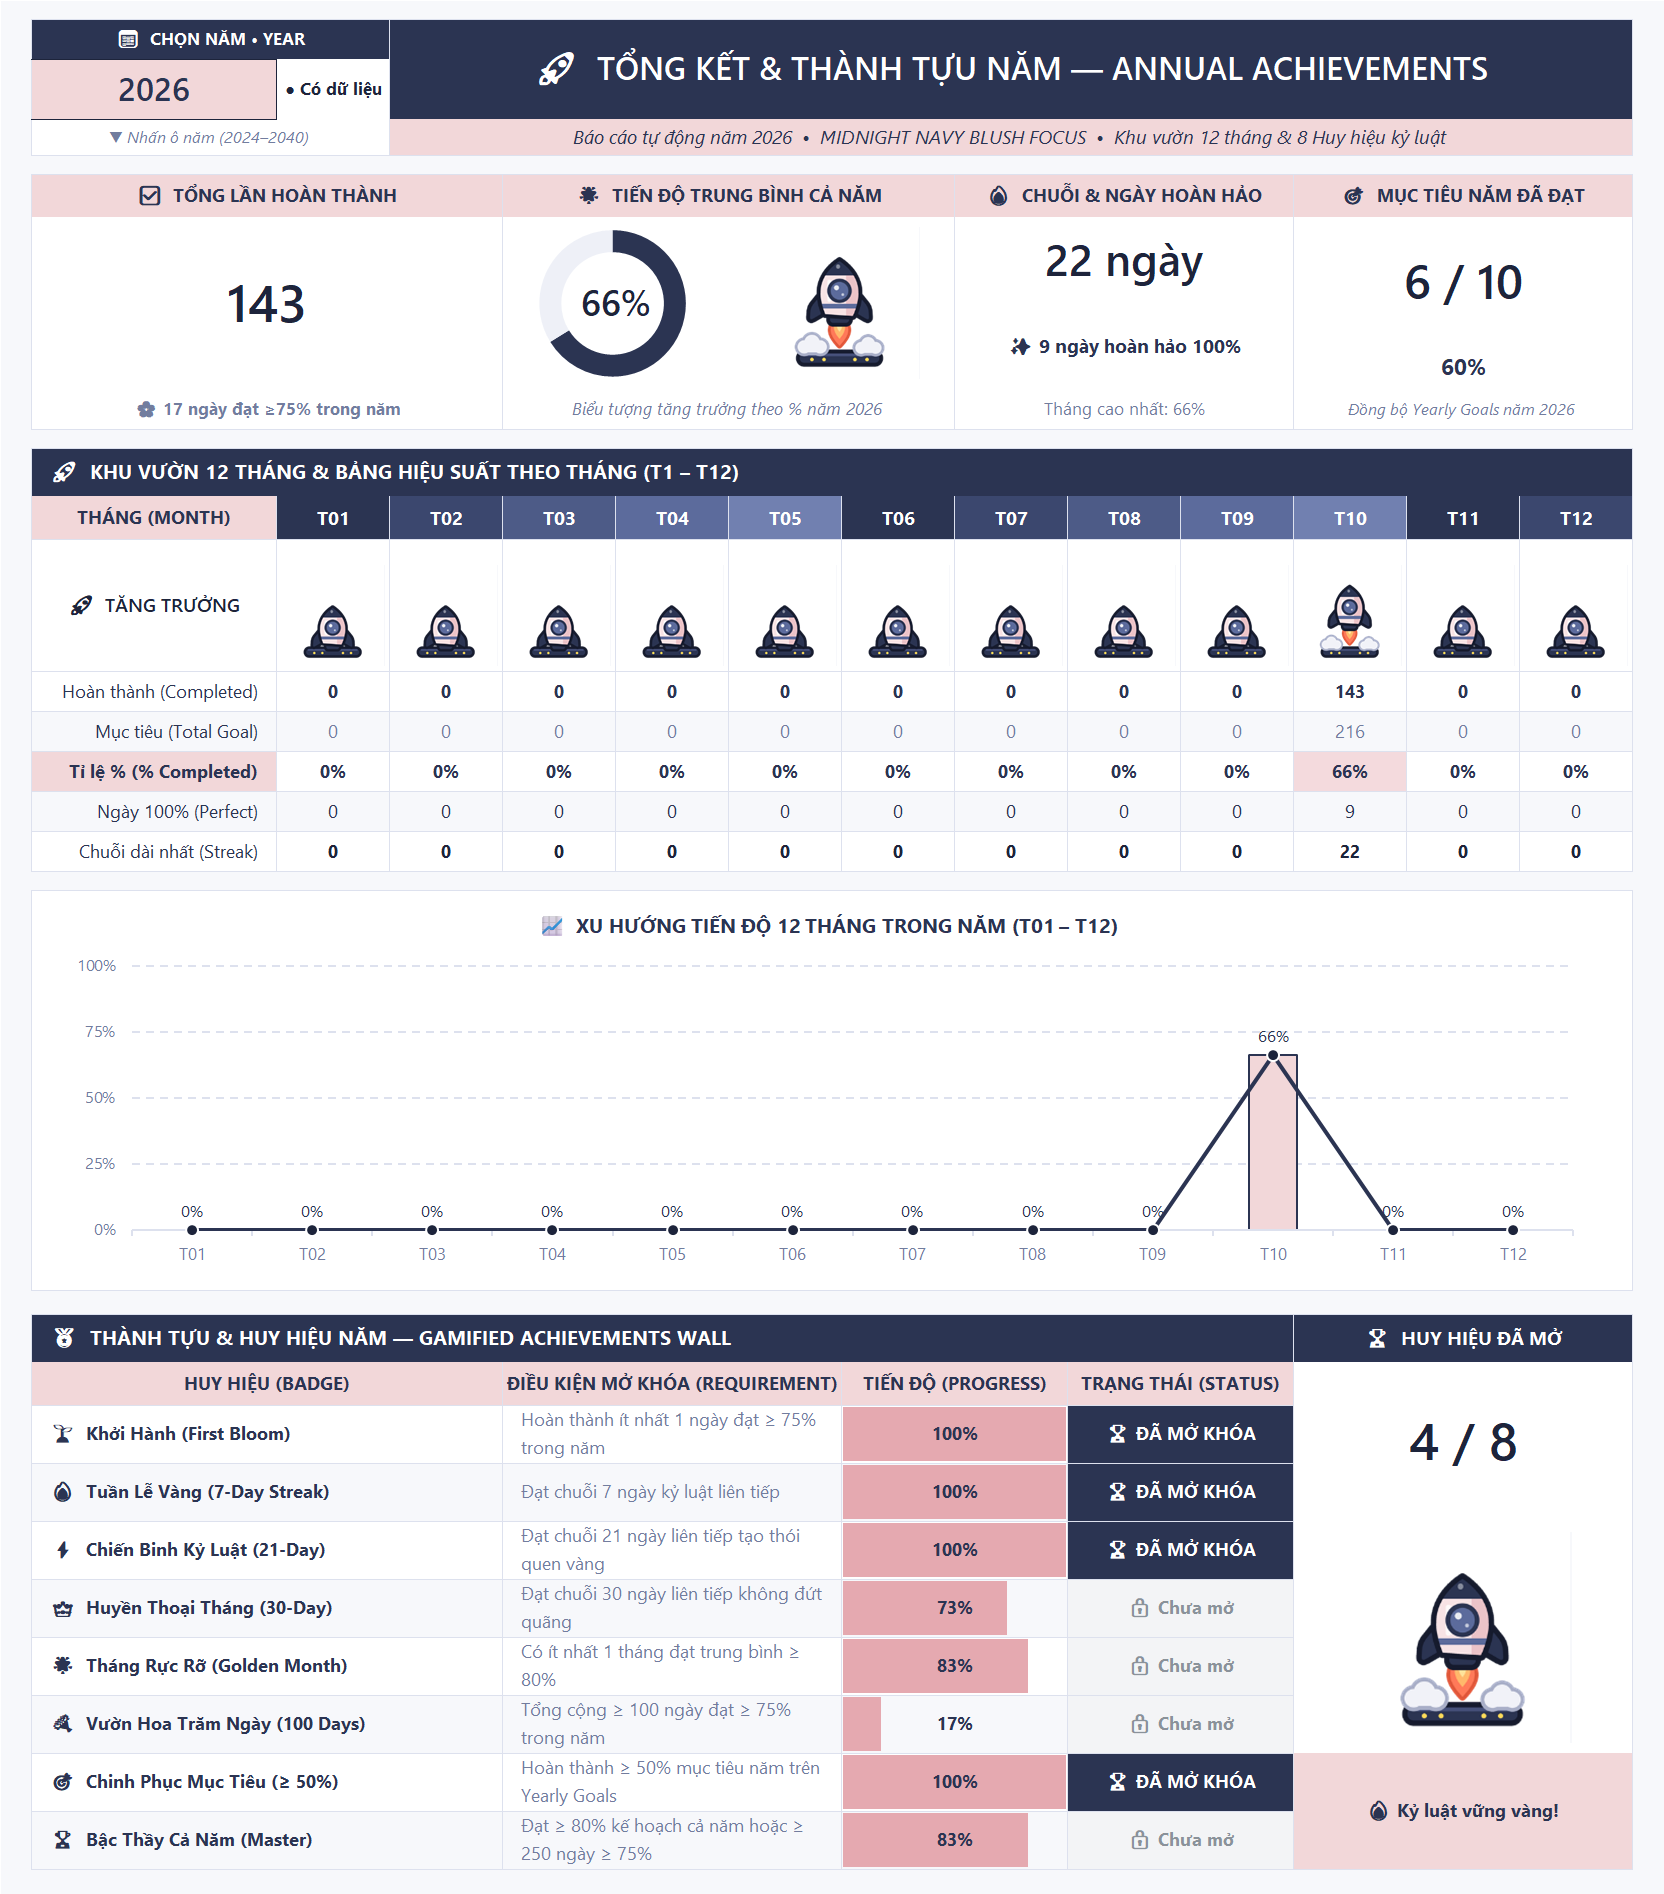 CHỌN NĂM • YEAR
2026
● Có dữ liệu
▼ Nhấn ô năm (2024–2040)
TỔNG KẾT & THÀNH TỰU NĂM — ANNUAL ACHIEVEMENTS
Báo cáo tự động năm 2026 • MIDNIGHT NAVY BLUSH FOCUS • Khu vườn 12 tháng & 8 Huy hiệu kỷ luật
TỔNG LẦN HOÀN THÀNH
143
17 ngày đạt ≥75% trong năm
TIẾN ĐỘ TRUNG BÌNH CẢ NĂM
66%
Biểu tượng tăng trưởng theo % năm 2026
CHUỖI & NGÀY HOÀN HẢO
22 ngày
9 ngày hoàn hảo 100%
Tháng cao nhất: 66%
MỤC TIÊU NĂM ĐÃ ĐẠT
6 / 10
60%
Đồng bộ Yearly Goals năm 2026
KHU VƯỜN 12 THÁNG & BẢNG HIỆU SUẤT THEO THÁNG (T1 – T12)
THÁNG (MONTH) T01 T02 T03 T04 T05 T06 T07 T08 T09 T10 T11 T12
TĂNG TRƯỞNG
Hoàn thành (Completed) 0 0 0 0 0 0 0 0 0 143 0 0
Mục tiêu (Total Goal) 0 0 0 0 0 0 0 0 0 216 0 0
Tỉ lệ % (% Completed) 0% 0% 0% 0% 0% 0% 0% 0% 0% 66% 0% 0%
Ngày 100% (Perfect) 0 0 0 0 0 0 0 0 0 9 0 0
Chuỗi dài nhất (Streak) 0 0 0 0 0 0 0 0 0 22 0 0
XU HƯỚNG TIẾN ĐỘ 12 THÁNG TRONG NĂM (T01 – T12)
100%
75%
66%
50%
25%
0% 0% 0% 0% 0% 0% 0% 0% 0% 0% 0%
0%
T01 T02 T03 T04 T05 T06 T07 T08 T09 T10 T11 T12
THÀNH TỰU & HUY HIỆU NĂM — GAMIFIED ACHIEVEMENTS WALL
HUY HIỆU (BADGE) ĐIỀU KIỆN MỞ KHÓA (REQUIREMENT) TIẾN ĐỘ (PROGRESS) TRẠNG THÁI (STATUS)
Khởi Hành (First Bloom)
Hoàn thành ít nhất 1 ngày đạt ≥ 75%
trong năm
100%
ĐÃ MỞ KHÓA
Tuần Lễ Vàng (7-Day Streak)
Đạt chuỗi 7 ngày kỷ luật liên tiếp
100%
ĐÃ MỞ KHÓA
Chiến Binh Kỷ Luật (21-Day)
Đạt chuỗi 21 ngày liên tiếp tạo thói
quen vàng
100%
ĐÃ MỞ KHÓA
Huyền Thoại Tháng (30-Day)
Đạt chuỗi 30 ngày liên tiếp không đứt
quãng
73%
Chưa mở
Tháng Rực Rỡ (Golden Month)
Có ít nhất 1 tháng đạt trung bình ≥
80%
83%
Chưa mở
Vườn Hoa Trăm Ngày (100 Days)
Tổng cộng ≥ 100 ngày đạt ≥ 75%
trong năm
17%
Chưa mở
Chinh Phục Mục Tiêu (≥ 50%)
Hoàn thành ≥ 50% mục tiêu năm trên
Yearly Goals
100%
ĐÃ MỞ KHÓA
Bậc Thầy Cả Năm (Master)
Đạt ≥ 80% kế hoạch cả năm hoặc ≥
250 ngày ≥ 75%
83%
Chưa mở
HUY HIỆU ĐÃ MỞ
4 / 8
Kỷ luật vững vàng!